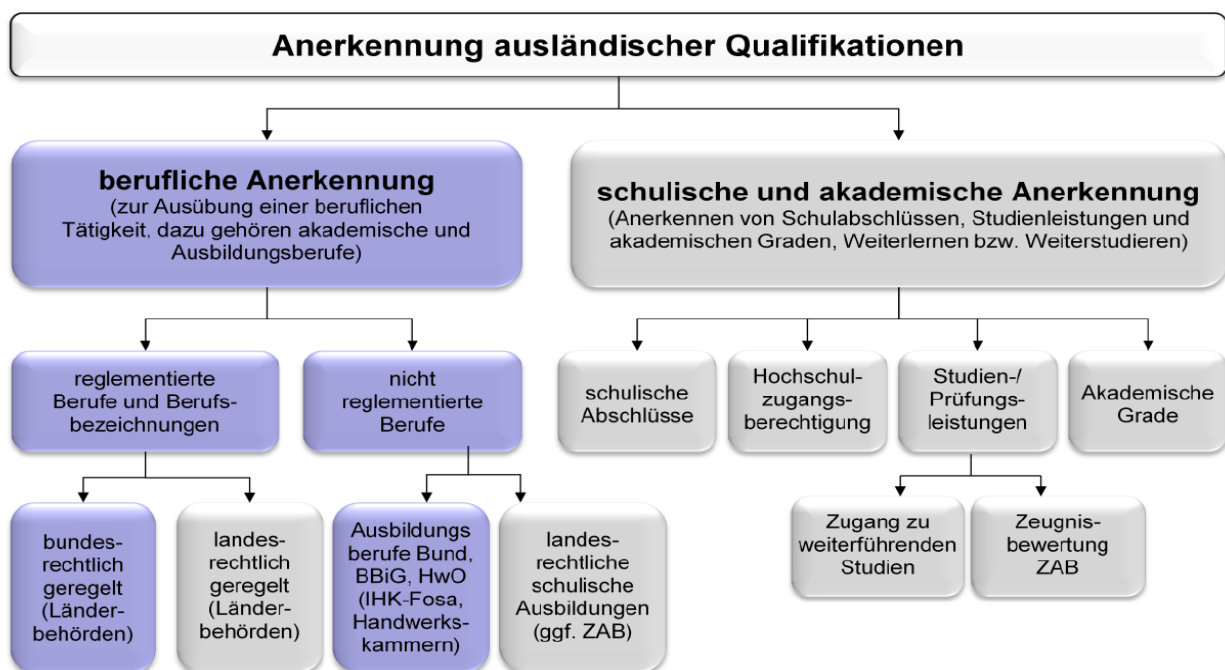 Anerkennung ausländischer Qualifikationen
berufliche Anerkennung
(zur Ausübung einer beruflichen
Tätigkeit, dazu gehören akademische und
Ausbildungsberufe)
schulische und akademische Anerkennung
(Anerkennen von Schulabschlüssen, Studienleistungen und
akademischen Graden, Weiterlernen bzw. Weiterstudieren)
reglementierte
Berufe und Berufs-
bezeichnungen
nicht
reglementierte
Berufe
schulische
Abschlüsse
Hochschul-
zugangs-
berechtigung
Studien-/
Prüfungs-
leistungen
Akademische
Grade
bundes-
rechtlich
geregelt
(Länder-
behörden)
landes-
rechtlich
geregelt
(Länder-
behörden)
Ausbildungs
berufe Bund,
BBiG, HwO
(IHK-Fosa,
Handwerks-
kammern)
landes-
rechtliche
schulische
Ausbildungen
(ggf. ZAB)
Zugang zu
weiterführenden
Studien
Zeugnis-
bewertung
ZAB